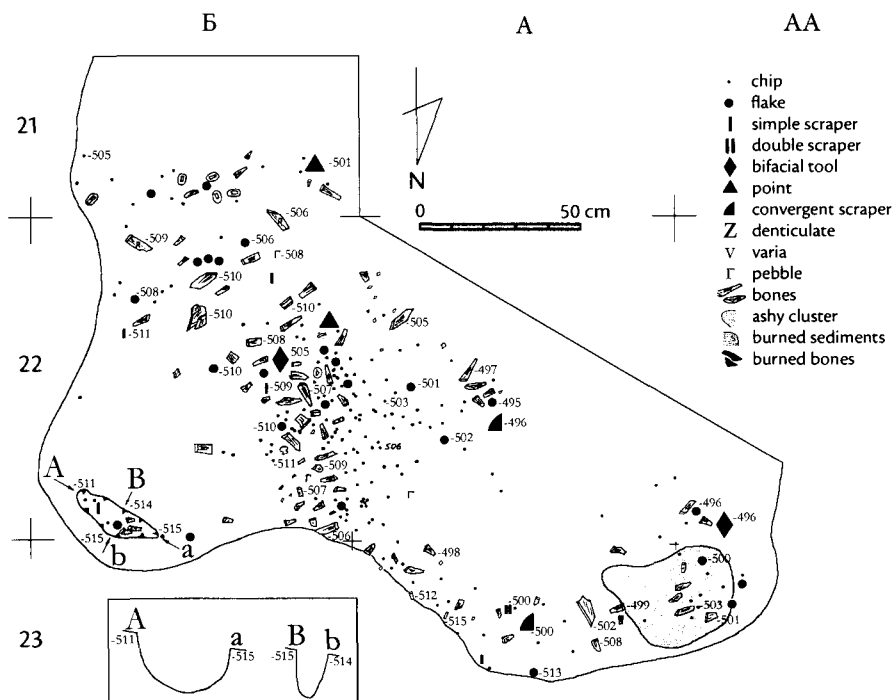 Б А АА
21
22
23
chip
flake
simple scraper
double scraper
bifacial tool
point
convergent scraper
Z denticulate
v varia
г pebble
bones
ashy cluster
burned sediments
burned bones
N
0 50 cm
-505
-501
-506
-509
-506
-508
-510
-508
-510
-510
-505
-511
-508
505
-497
-510
-509
-507
-501
-495
-503
-496
-510
-502
506
-511
-509
A
-511
B
-507
-514
-496
-496
-515
-515
b
a
-506
-498
-500
-512
-499
-503
-500
-515
-502
-501
-500
-508
-513
A
-511
a
-515
B
-515
b
-514